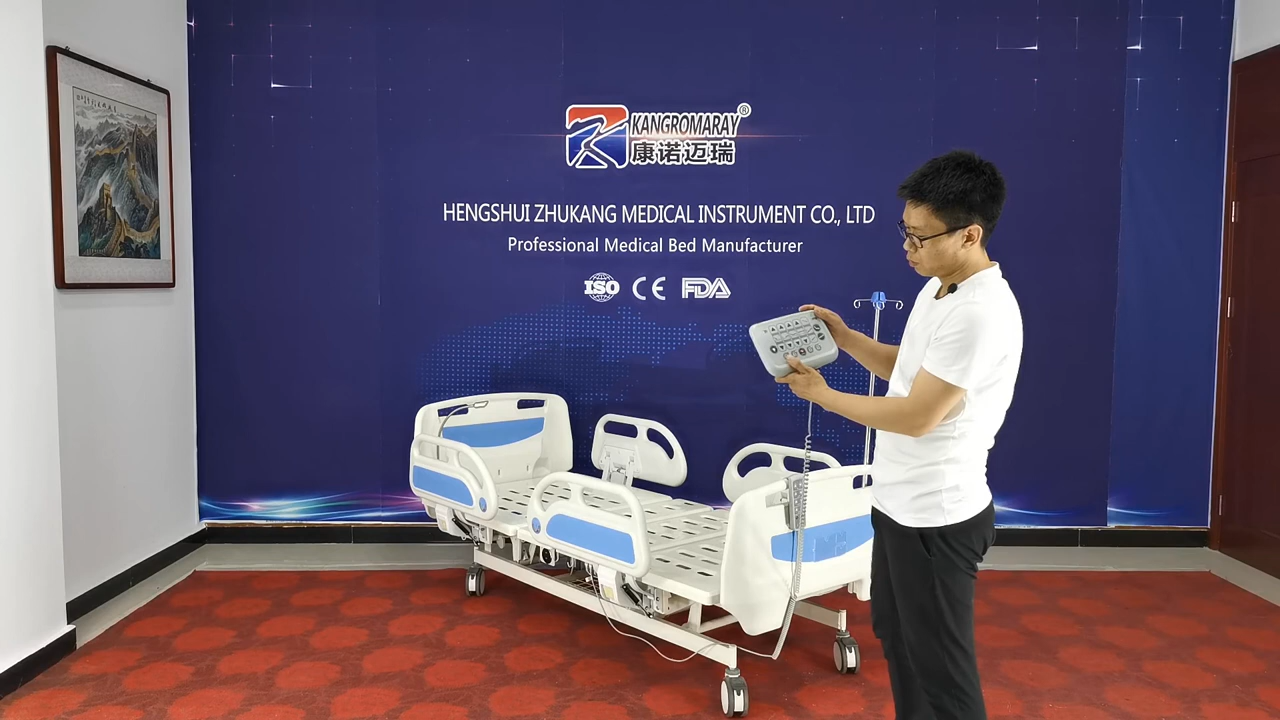 KANGROMARAY®
康诺迈瑞
HENGSHUI ZHUKANG MEDICAL INSTRUMENT CO., LTD
Professional Medical Bed Manufacturer
ISO CE FDA